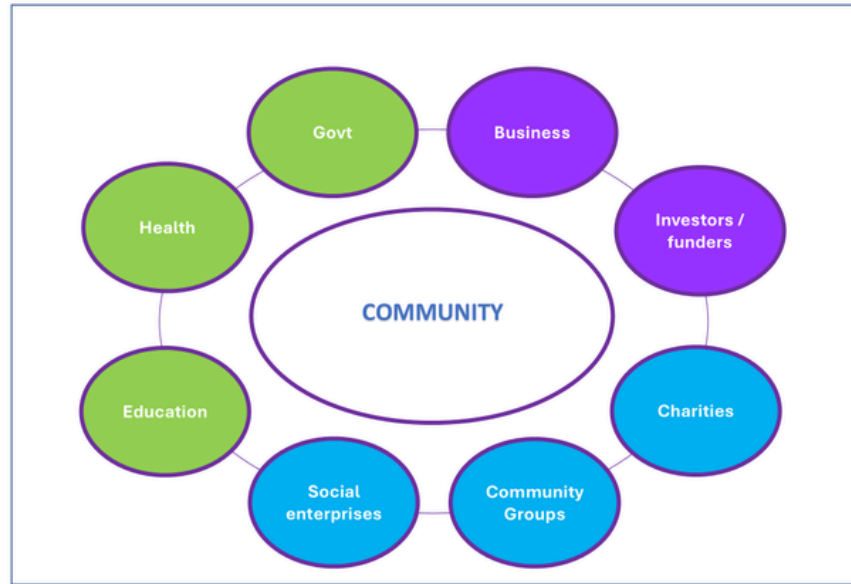 Govt
Business
Health
Investors /
funders
COMMUNITY
Education
Charities
Social
enterprises
Community
Groups